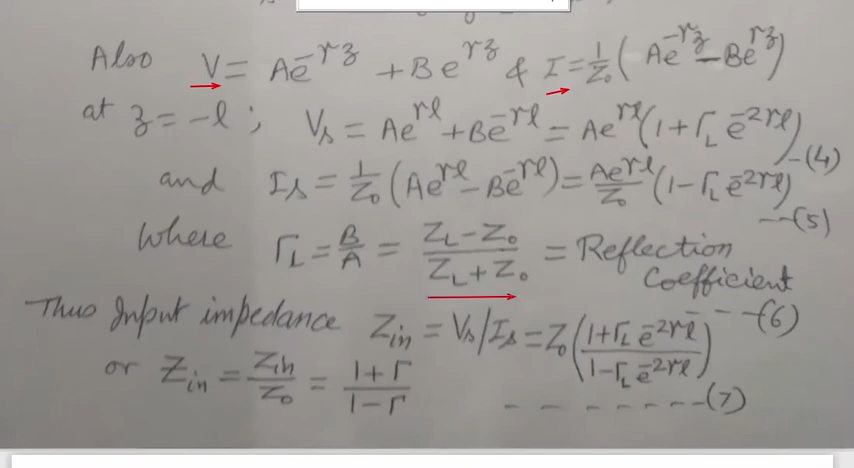 Also V = Ae^{-γz} + Be^{γz} & I = 1/Z₀ (Ae^{-γz} - Be^{γz})
at z = -l ; Vₛ = Ae^{γl} + Be^{-γl} = Ae^{γl} (1 + Γ_L e^{-2γl}) --(4)
and Iₛ = 1/Z₀ (Ae^{γl} - Be^{-γl}) = Ae^{γl}/Z₀ (1 - Γ_L e^{-2γl}) --(5)
Where Γ_L = B/A = (Z_L - Z₀)/(Z_L + Z₀) = Reflection Coefficient
---(6)
Thus Input impedance Z_in = Vₛ/Iₛ = Z₀ ((1 + Γ_L e^{-2γl})/(1 - Γ_L e^{-2γl}))
or Z_in = Z_in/Z₀ = (1 + Γ)/(1 - Γ) - - - - - - - -(7)